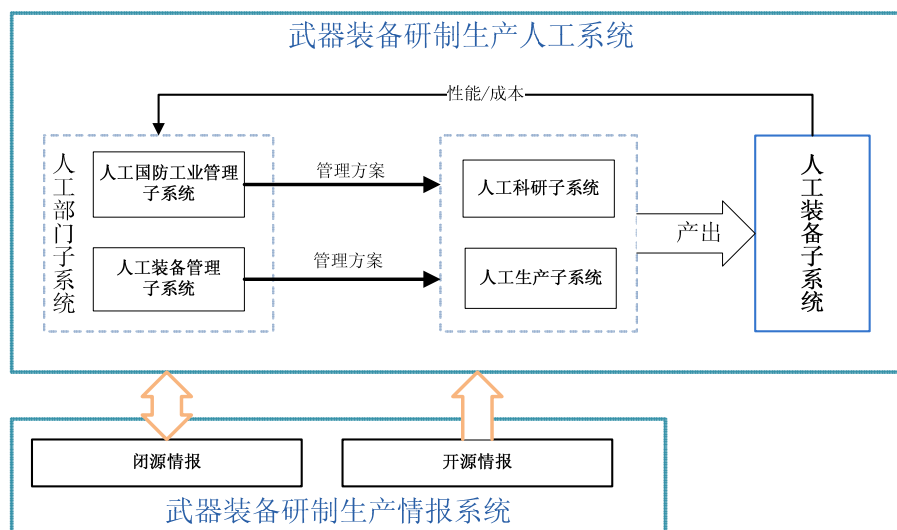 武器装备研制生产人工系统
性能/成本
人工部门子系统
人工国防工业管理
子系统
管理方案
人工科研子系统
人工装备管理
子系统
管理方案
人工生产子系统
产出
人工装备子系统
闭源情报
开源情报
武器装备研制生产情报系统